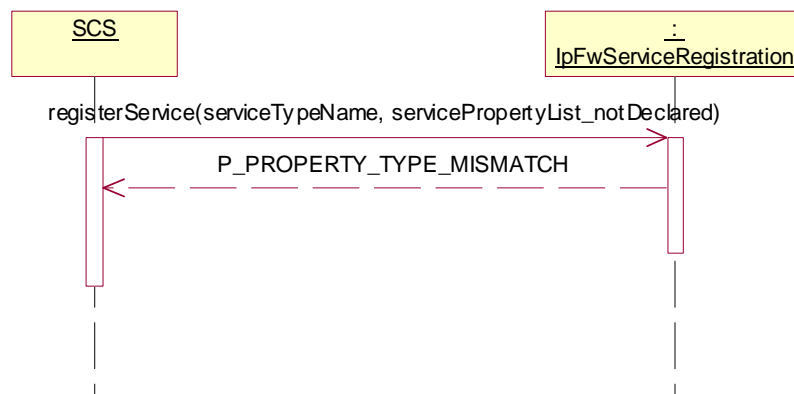 SCS
:
IpFwServiceRegistration
registerService(serviceTypeName, servicePropertyList_notDeclared)
P_PROPERTY_TYPE_MISMATCH